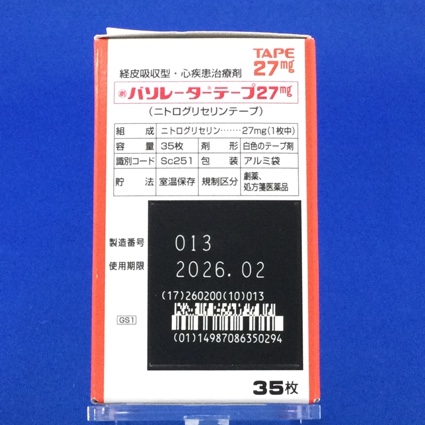 TAPE
27mg
経皮吸収型・心疾患治療剤
劇 バソレーター®テープ27mg
(ニトログリセリンテープ)
組成 ニトログリセリン……27mg(1枚中)
容量 35枚 剤形 白色のテープ剤
識別コード Sc251 包装 アルミ袋
貯法 室温保存 規制区分 劇薬、
処方箋医薬品
製造番号 013
使用期限 2026.02
(17)260200(10)013
GS1
(01)14987086350294
35枚